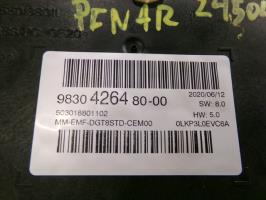 PENAR 24500
9830 4264 80-00
503018801102
MM-EMF-DGT8STD-CEM00
2020/06/12
SW: 8.0
HW: 5.0
0LKP3L0EVC6A